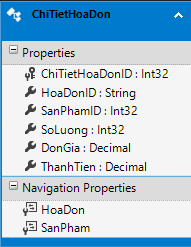 ChiTietHoaDon
Properties
ChiTietHoaDonID : Int32
HoaDonID : String
SanPhamID : Int32
SoLuong : Int32
DonGia : Decimal
ThanhTien : Decimal
Navigation Properties
HoaDon
SanPham